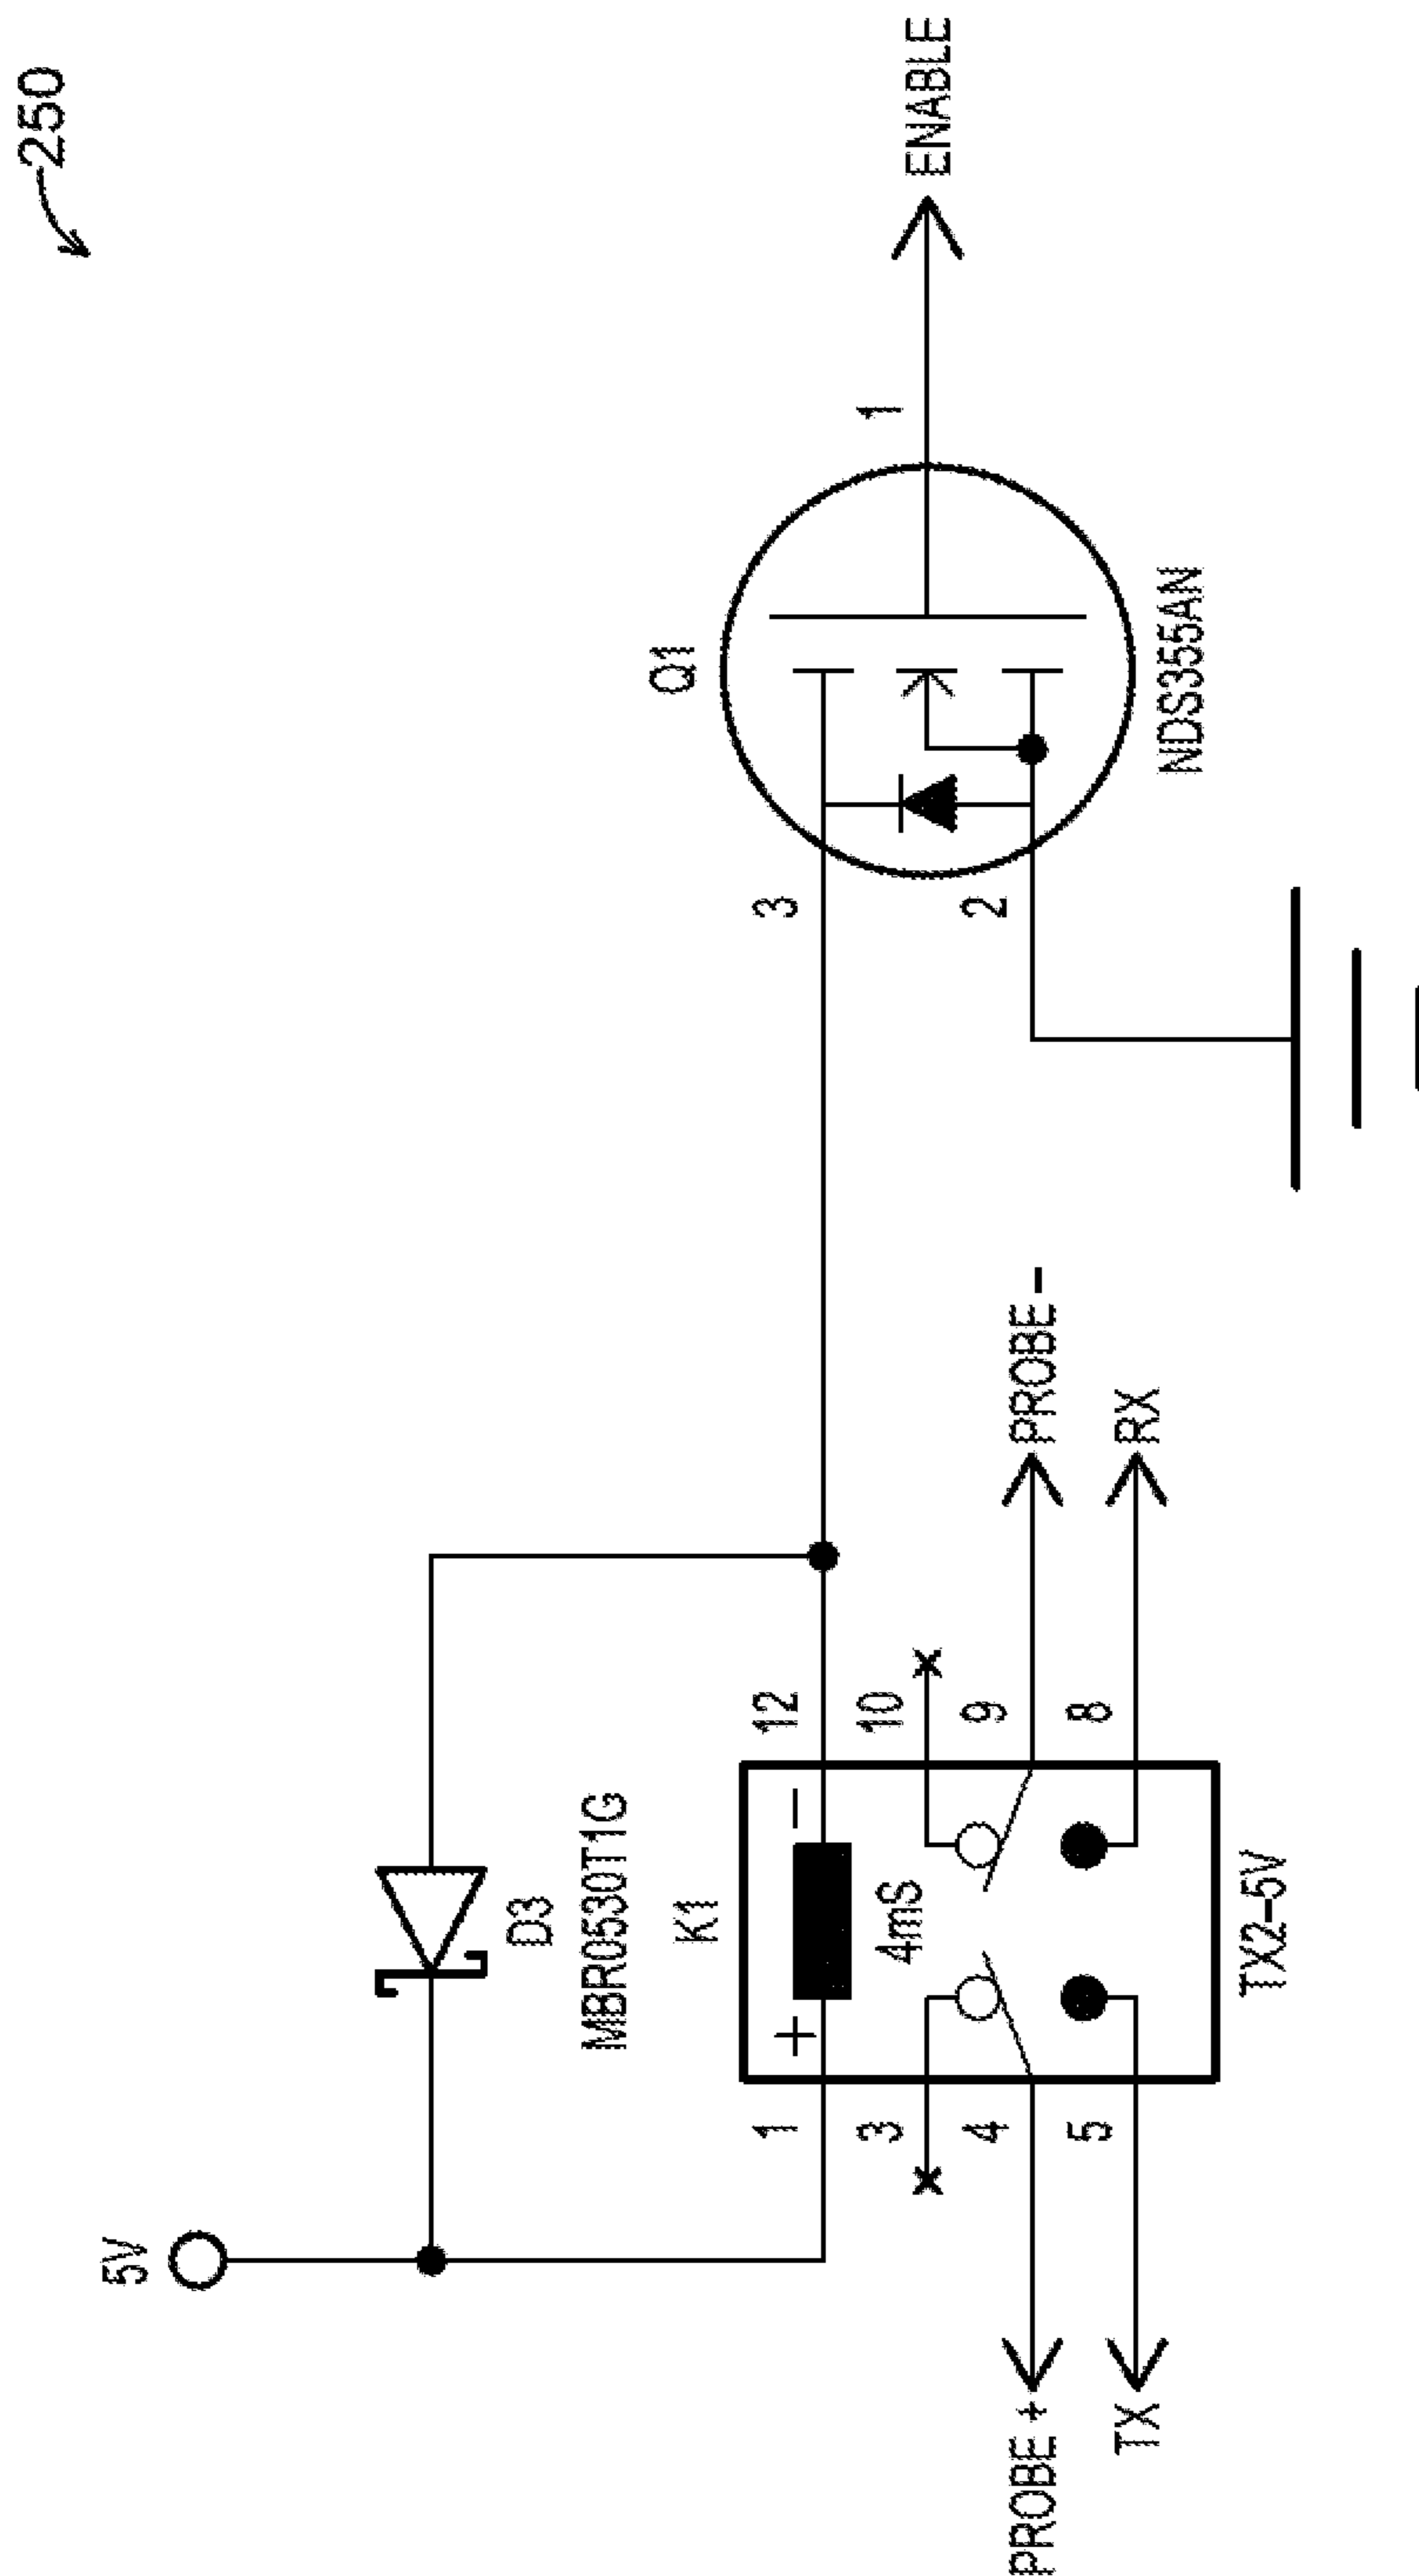 250
5V
D3
MBR0530T1G
K1
+
-
4mS
1
12
3
10
4
9
5
8
PROBE +
PROBE -
TX
RX
TX2-5V
Q1
3
1
ENABLE
2
NDS355AN